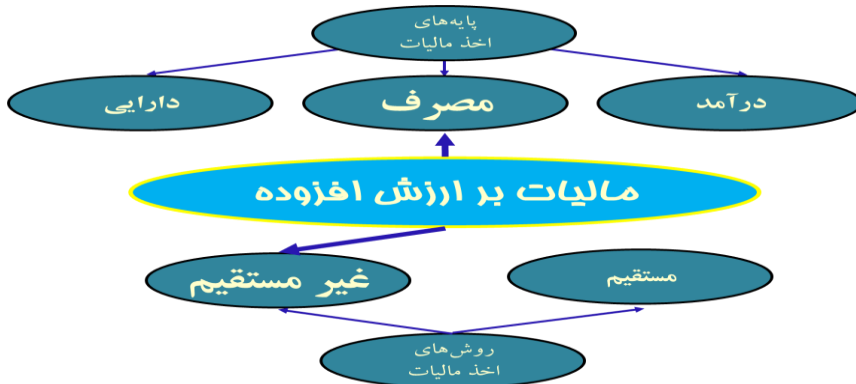 پایه‌های
اخذ مالیات
درآمد
مصرف
دارایی
مالیات بر ارزش افزوده
مستقیم
غیر مستقیم
روش‌های
اخذ مالیات